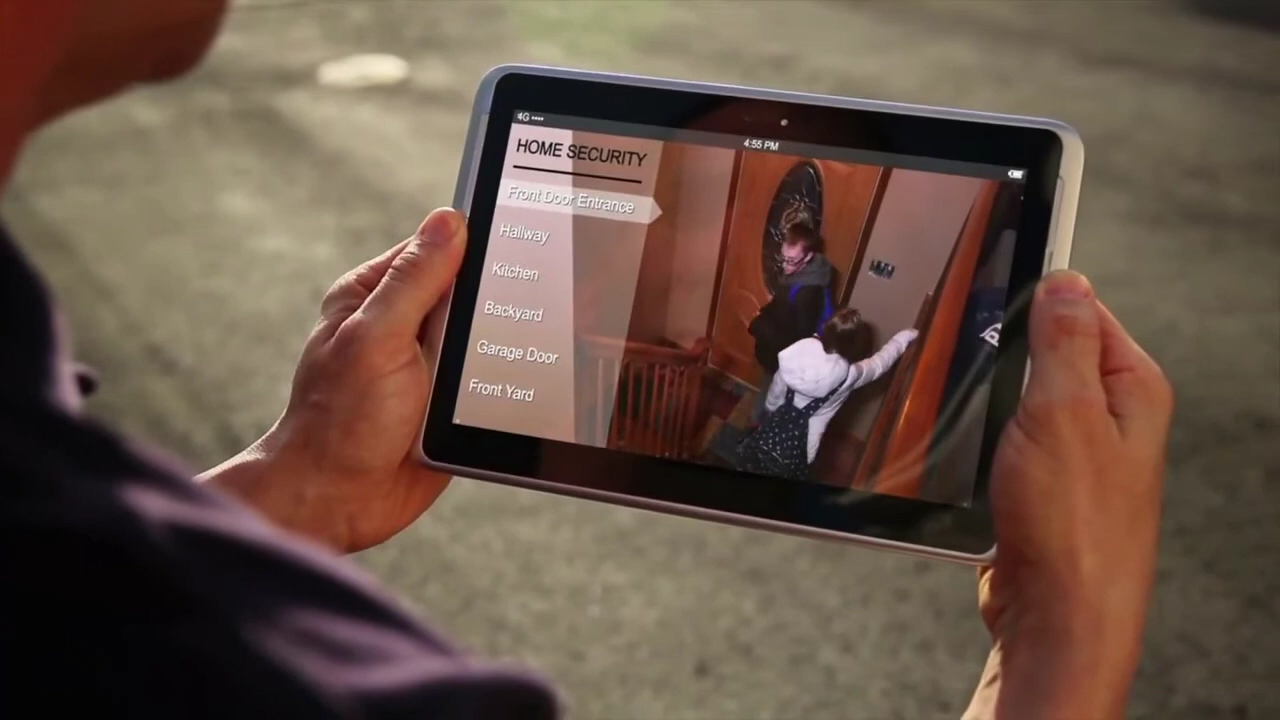 4G
4:55 PM
HOME SECURITY
Front Door Entrance
Hallway
Kitchen
Backyard
Garage Door
Front Yard